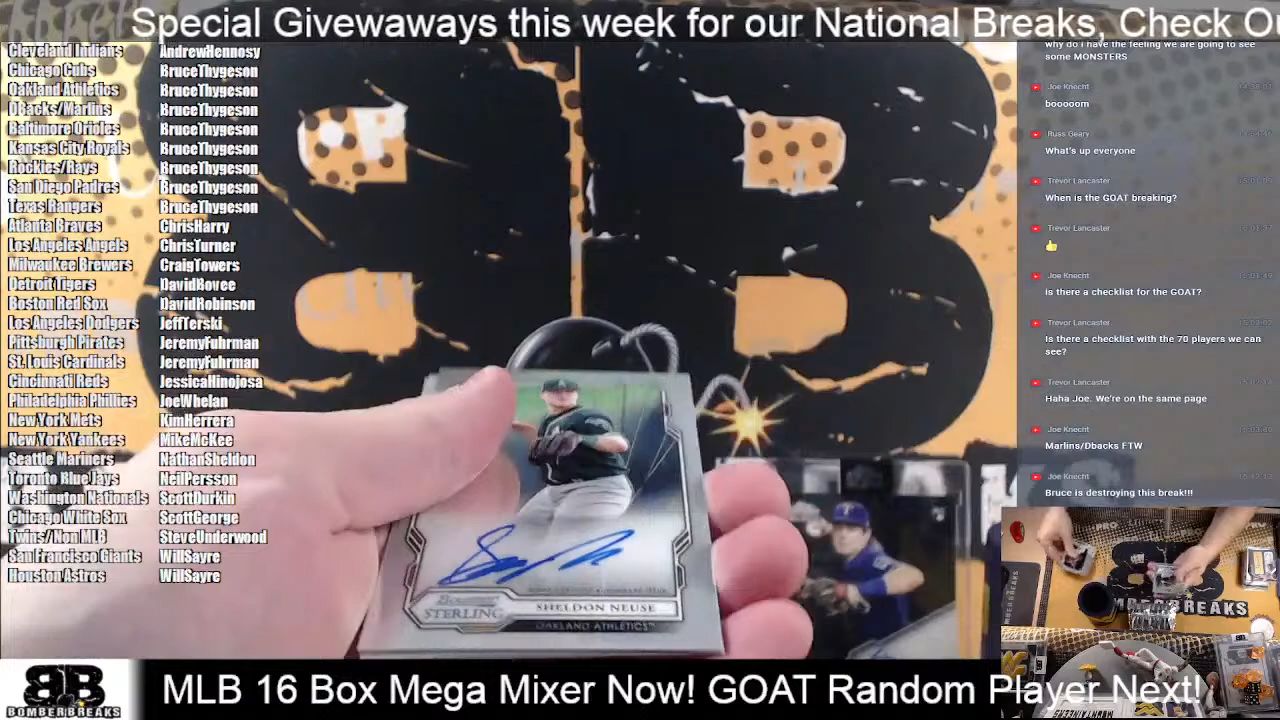 Special Givewaways this week for our National Breaks, Check Ou
Cleveland Indians AndrewHennosy
Chicago Cubs BruceThygeson
Oakland Athletics BruceThygeson
DBacks/Marlins BruceThygeson
Baltimore Orioles BruceThygeson
Kansas City Royals BruceThygeson
Rockies/Rays BruceThygeson
San Diego Padres BruceThygeson
Texas Rangers BruceThygeson
Atlanta Braves ChrisHarry
Los Angeles Angels ChrisTurner
Milwaukee Brewers CraigTowers
Detroit Tigers DavidBovee
Boston Red Sox DavidRobinson
Los Angeles Dodgers JeffTerski
Pittsburgh Pirates JeremyFuhrman
St. Louis Cardinals JeremyFuhrman
Cincinnati Reds JessicaHinojosa
Philadelphia Phillies JoeWhelan
New York Mets KimHerrera
New York Yankees MikeMcKee
Seattle Mariners NathanSheldon
Toronto Blue Jays NeilPersson
Washington Nationals ScottDurkin
Chicago White Sox ScottGeorge
Twins/Non MLB SteveUnderwood
San Francisco Giants WillSayre
Houston Astros WillSayre
why do i have the feeling we are going to see
some MONSTERS
Joe Knecht
booooom
Russ Geary
What's up everyone
Trevor Lancaster
When is the GOAT breaking?
Trevor Lancaster
👍
Joe Knecht
is there a checklist for the GOAT?
Trevor Lancaster
Is there a checklist with the 70 players we can
see?
Trevor Lancaster
Haha Joe. We're on the same page
Joe Knecht
Marlins/Dbacks FTW
Joe Knecht
Bruce is destroying this break!!!
Bowman
STERLING
SHELDON NEUSE
OAKLAND ATHLETICS
BOMBERBREAKS
BB
BOMBERBREAKS
MLB 16 Box Mega Mixer Now! GOAT Random Player Next!